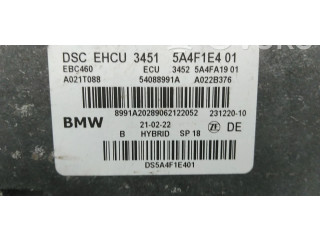 DSC EHCU 3451 5A4F1E4 01
EBC460 ECU 3452 5A4FA19 01
A021T088 54088991A A022B376
8991A20289062122052 231220-10
BMW 21-02-22 ZF DE
B HYBRID SP 18
DS5A4F1E401